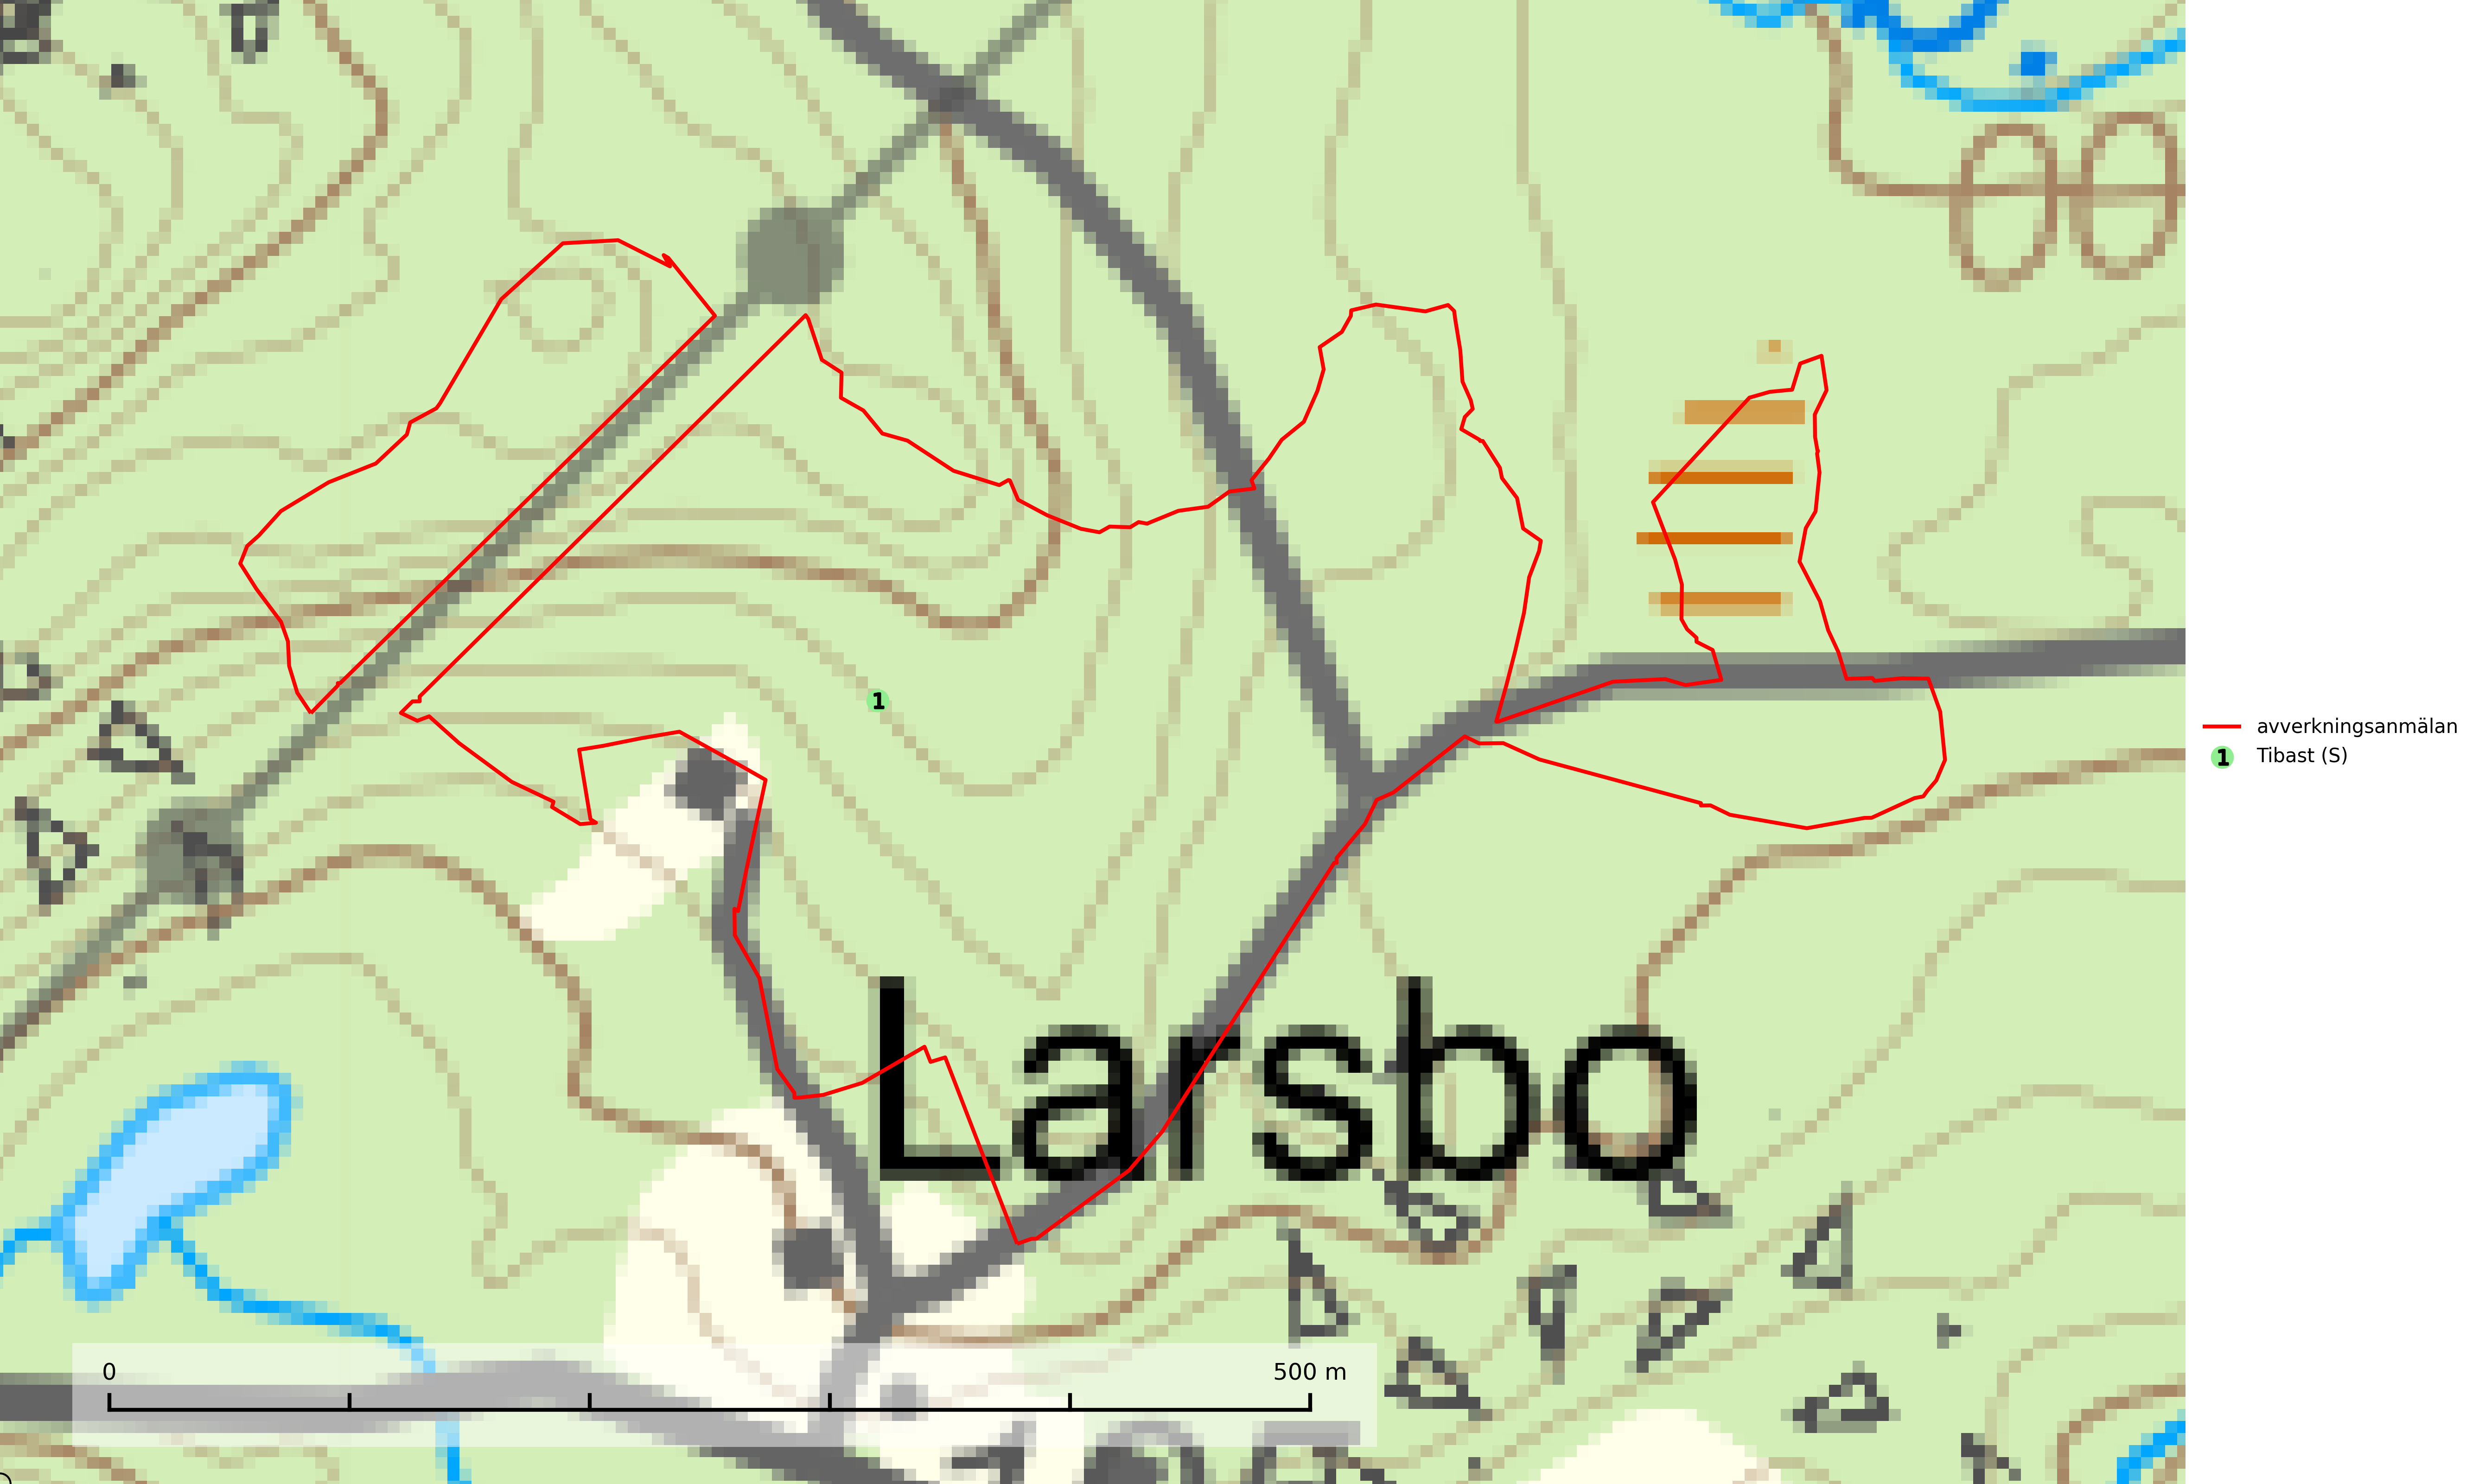 1
Larsbo
avverkningsanmälan
1 Tibast (S)
0 500 m